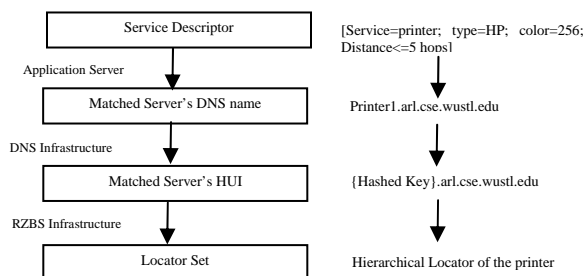 Service Descriptor
[Service=printer; type=HP; color=256;
Distance<=5 hops]
Application Server
Matched Server's DNS name
Printer1.arl.cse.wustl.edu
DNS Infrastructure
Matched Server's HUI
{Hashed Key}.arl.cse.wustl.edu
RZBS Infrastructure
Locator Set
Hierarchical Locator of the printer